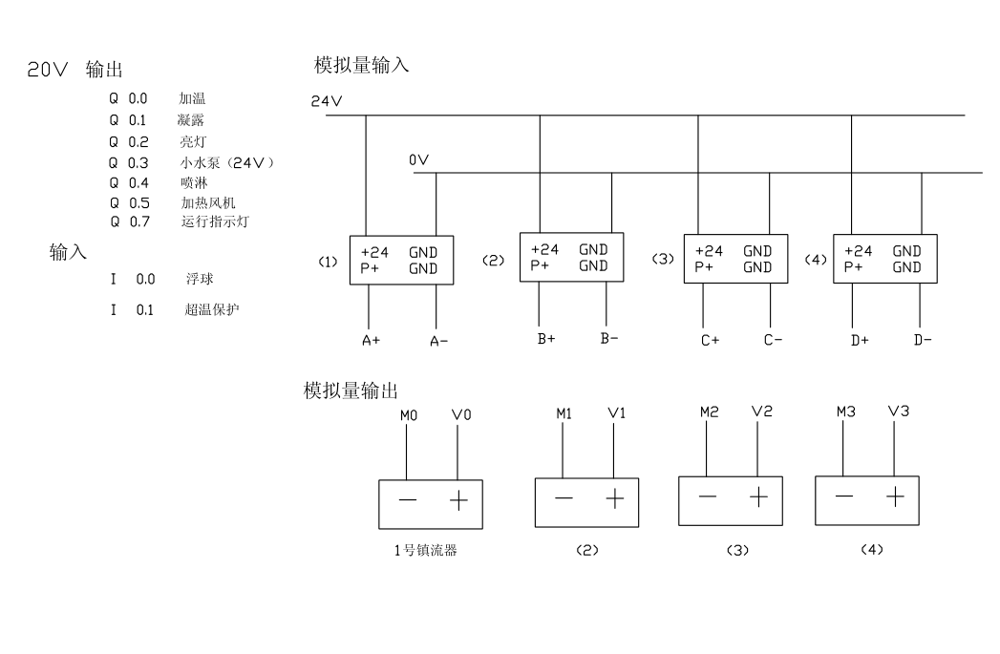 20V 输出
Q 0.0 加温
Q 0.1 凝露
Q 0.2 亮灯
Q 0.3 小水泵（24V）
Q 0.4 喷淋
Q 0.5 加热风机
Q 0.7 运行指示灯
输入
I 0.0 浮球
I 0.1 超温保护
模拟量输入
24V
0V
(1) +24 GND
P+ GND
A+ A-
(2) +24 GND
P+ GND
B+ B-
(3) +24 GND
P+ GND
C+ C-
(4) +24 GND
P+ GND
D+ D-
模拟量输出
M0 V0
— +
1号镇流器
M1 V1
— +
(2)
M2 V2
— +
(3)
M3 V3
— +
(4)